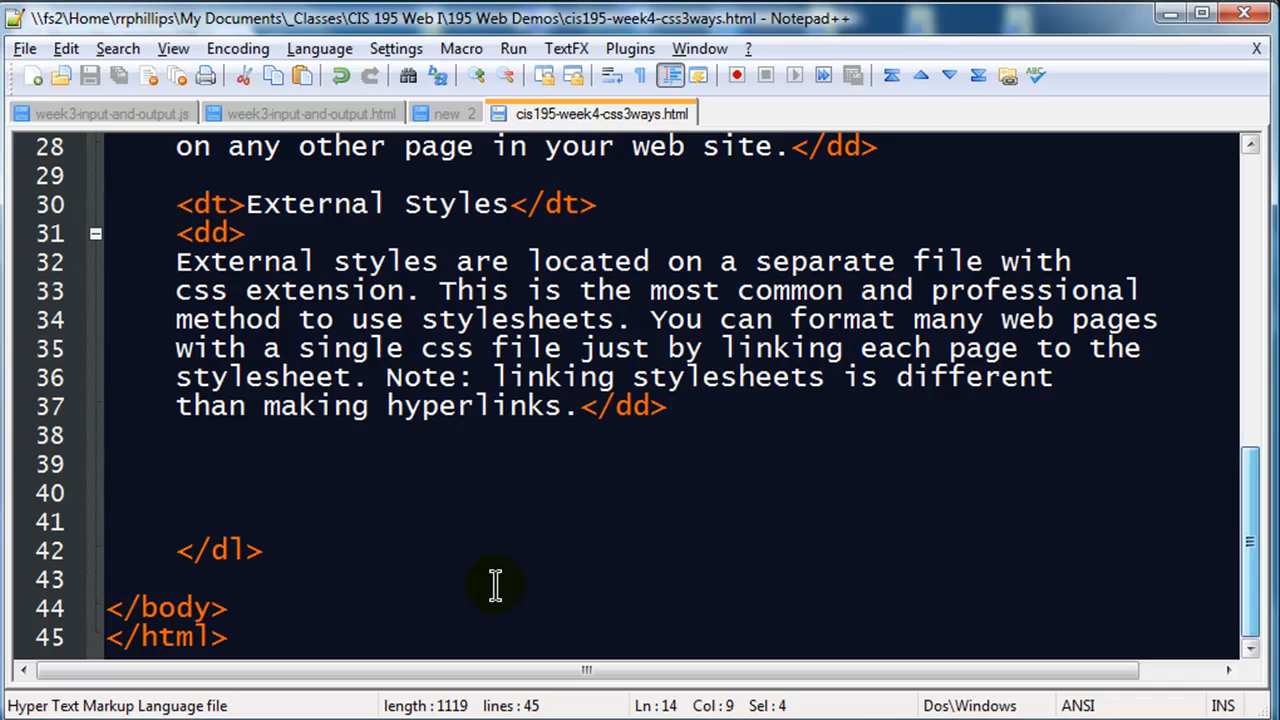 \\fs2\Home\rrphillips\My Documents\_Classes\CIS 195 Web I\195 Web Demos\cis195-week4-css3ways.html - Notepad++
File Edit Search View Encoding Language Settings Macro Run TextFX Plugins Window ? X
week3-input-and-output.js week3-input-and-output.html new 2 cis195-week4-css3ways.html
28 on any other page in your web site.</dd>
29
30 <dt>External Styles</dt>
31 <dd>
32 External styles are located on a separate file with
33 css extension. This is the most common and professional
34 method to use stylesheets. You can format many web pages
35 with a single css file just by linking each page to the
36 stylesheet. Note: linking stylesheets is different
37 than making hyperlinks.</dd>
38
39
40
41
42 </dl>
43
44 </body>
45 </html>
Hyper Text Markup Language file length : 1119 lines : 45 Ln : 14 Col : 9 Sel : 4 Dos\Windows ANSI INS